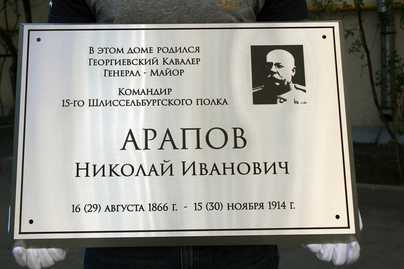 В этом доме родился
Георгиевский Кавалер
Генерал - Майор
Командир
15-го Шлиссельбургского полка
АРАПОВ
Николай Иванович
16 (29) августа 1866 г. - 15 (30) ноября 1914 г.